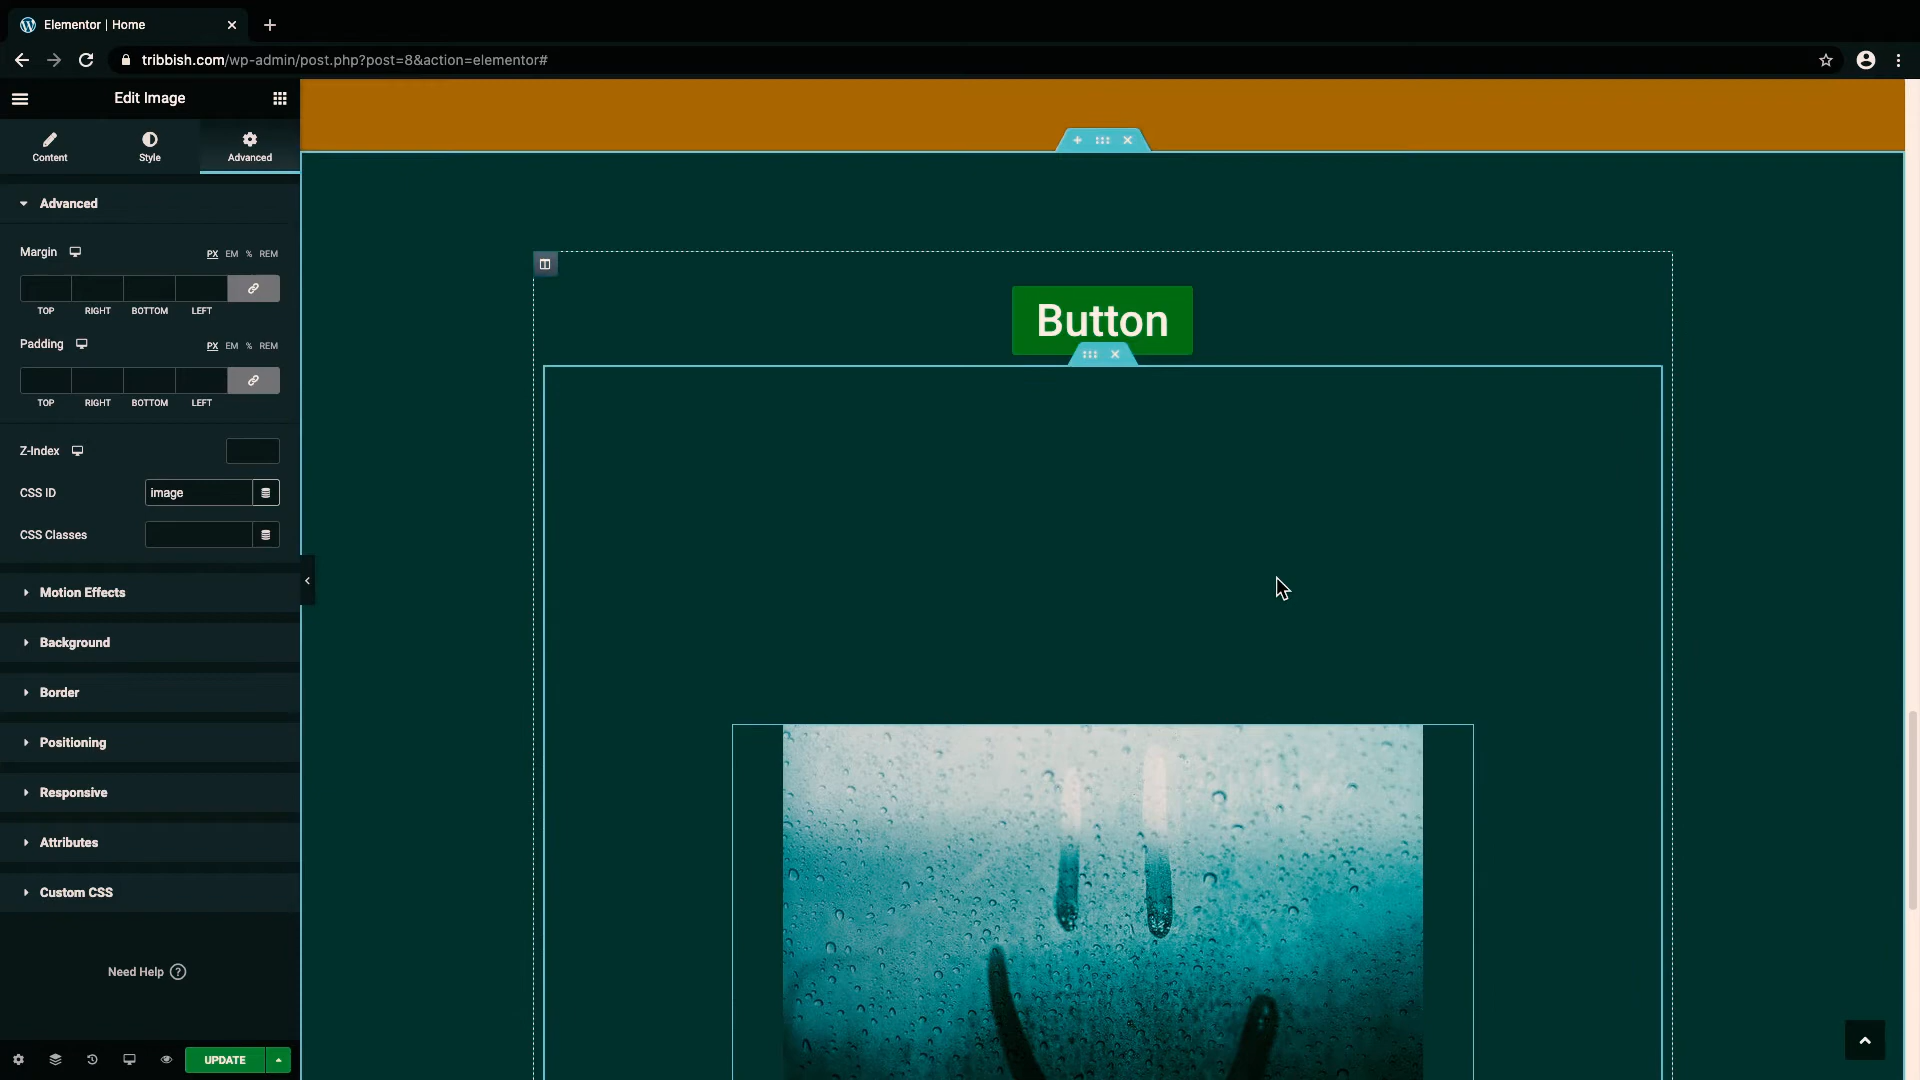 Elementor | Home
tribbish.com/wp-admin/post.php?post=8&action=elementor#
Edit Image
Content
Style
Advanced
Advanced
Margin
PX EM % REM
TOP RIGHT BOTTOM LEFT
Padding
PX EM % REM
TOP RIGHT BOTTOM LEFT
Z-Index
CSS ID
image
CSS Classes
Motion Effects
Background
Border
Positioning
Responsive
Attributes
Custom CSS
Need Help ?
UPDATE
Button